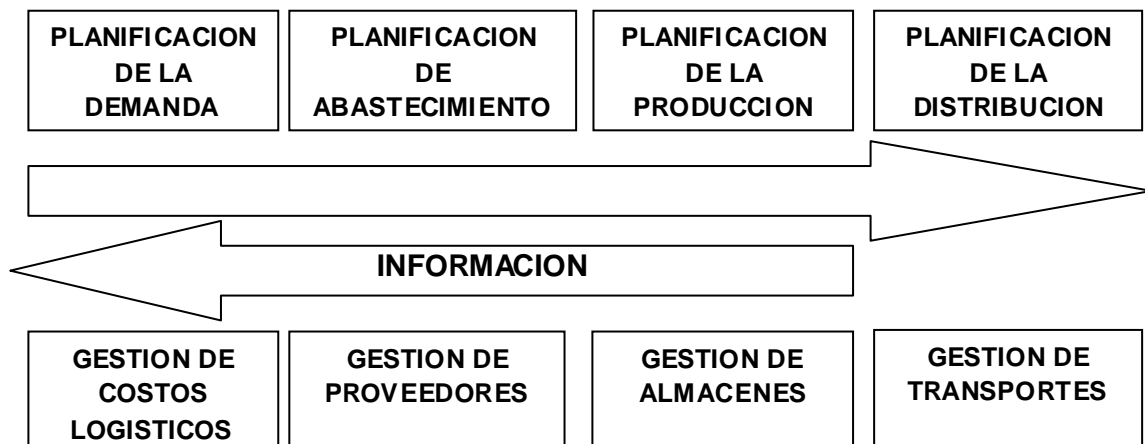 PLANIFICACION
DE LA
DEMANDA
PLANIFICACION
DE
ABASTECIMIENTO
PLANIFICACION
DE LA
PRODUCCION
PLANIFICACION
DE LA
DISTRIBUCION
INFORMACION
GESTION DE
COSTOS
LOGISTICOS
GESTION DE
PROVEEDORES
GESTION DE
ALMACENES
GESTION DE
TRANSPORTES